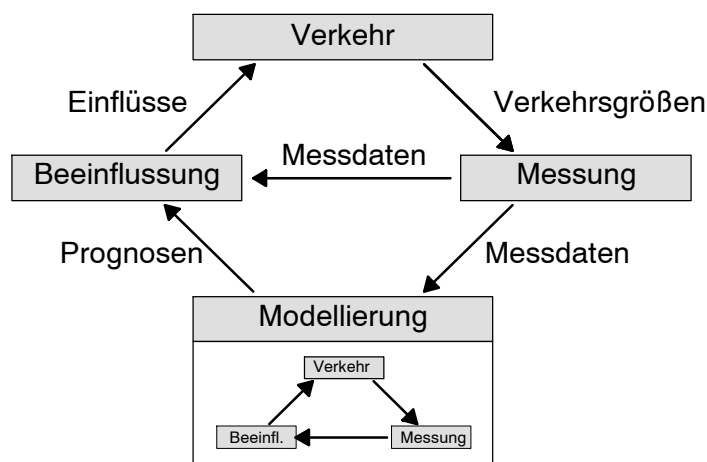 Verkehr
Einflüsse
Verkehrsgrößen
Messdaten
Beeinflussung
Messung
Prognosen
Messdaten
Modellierung
Verkehr
Beeinfl.
Messung